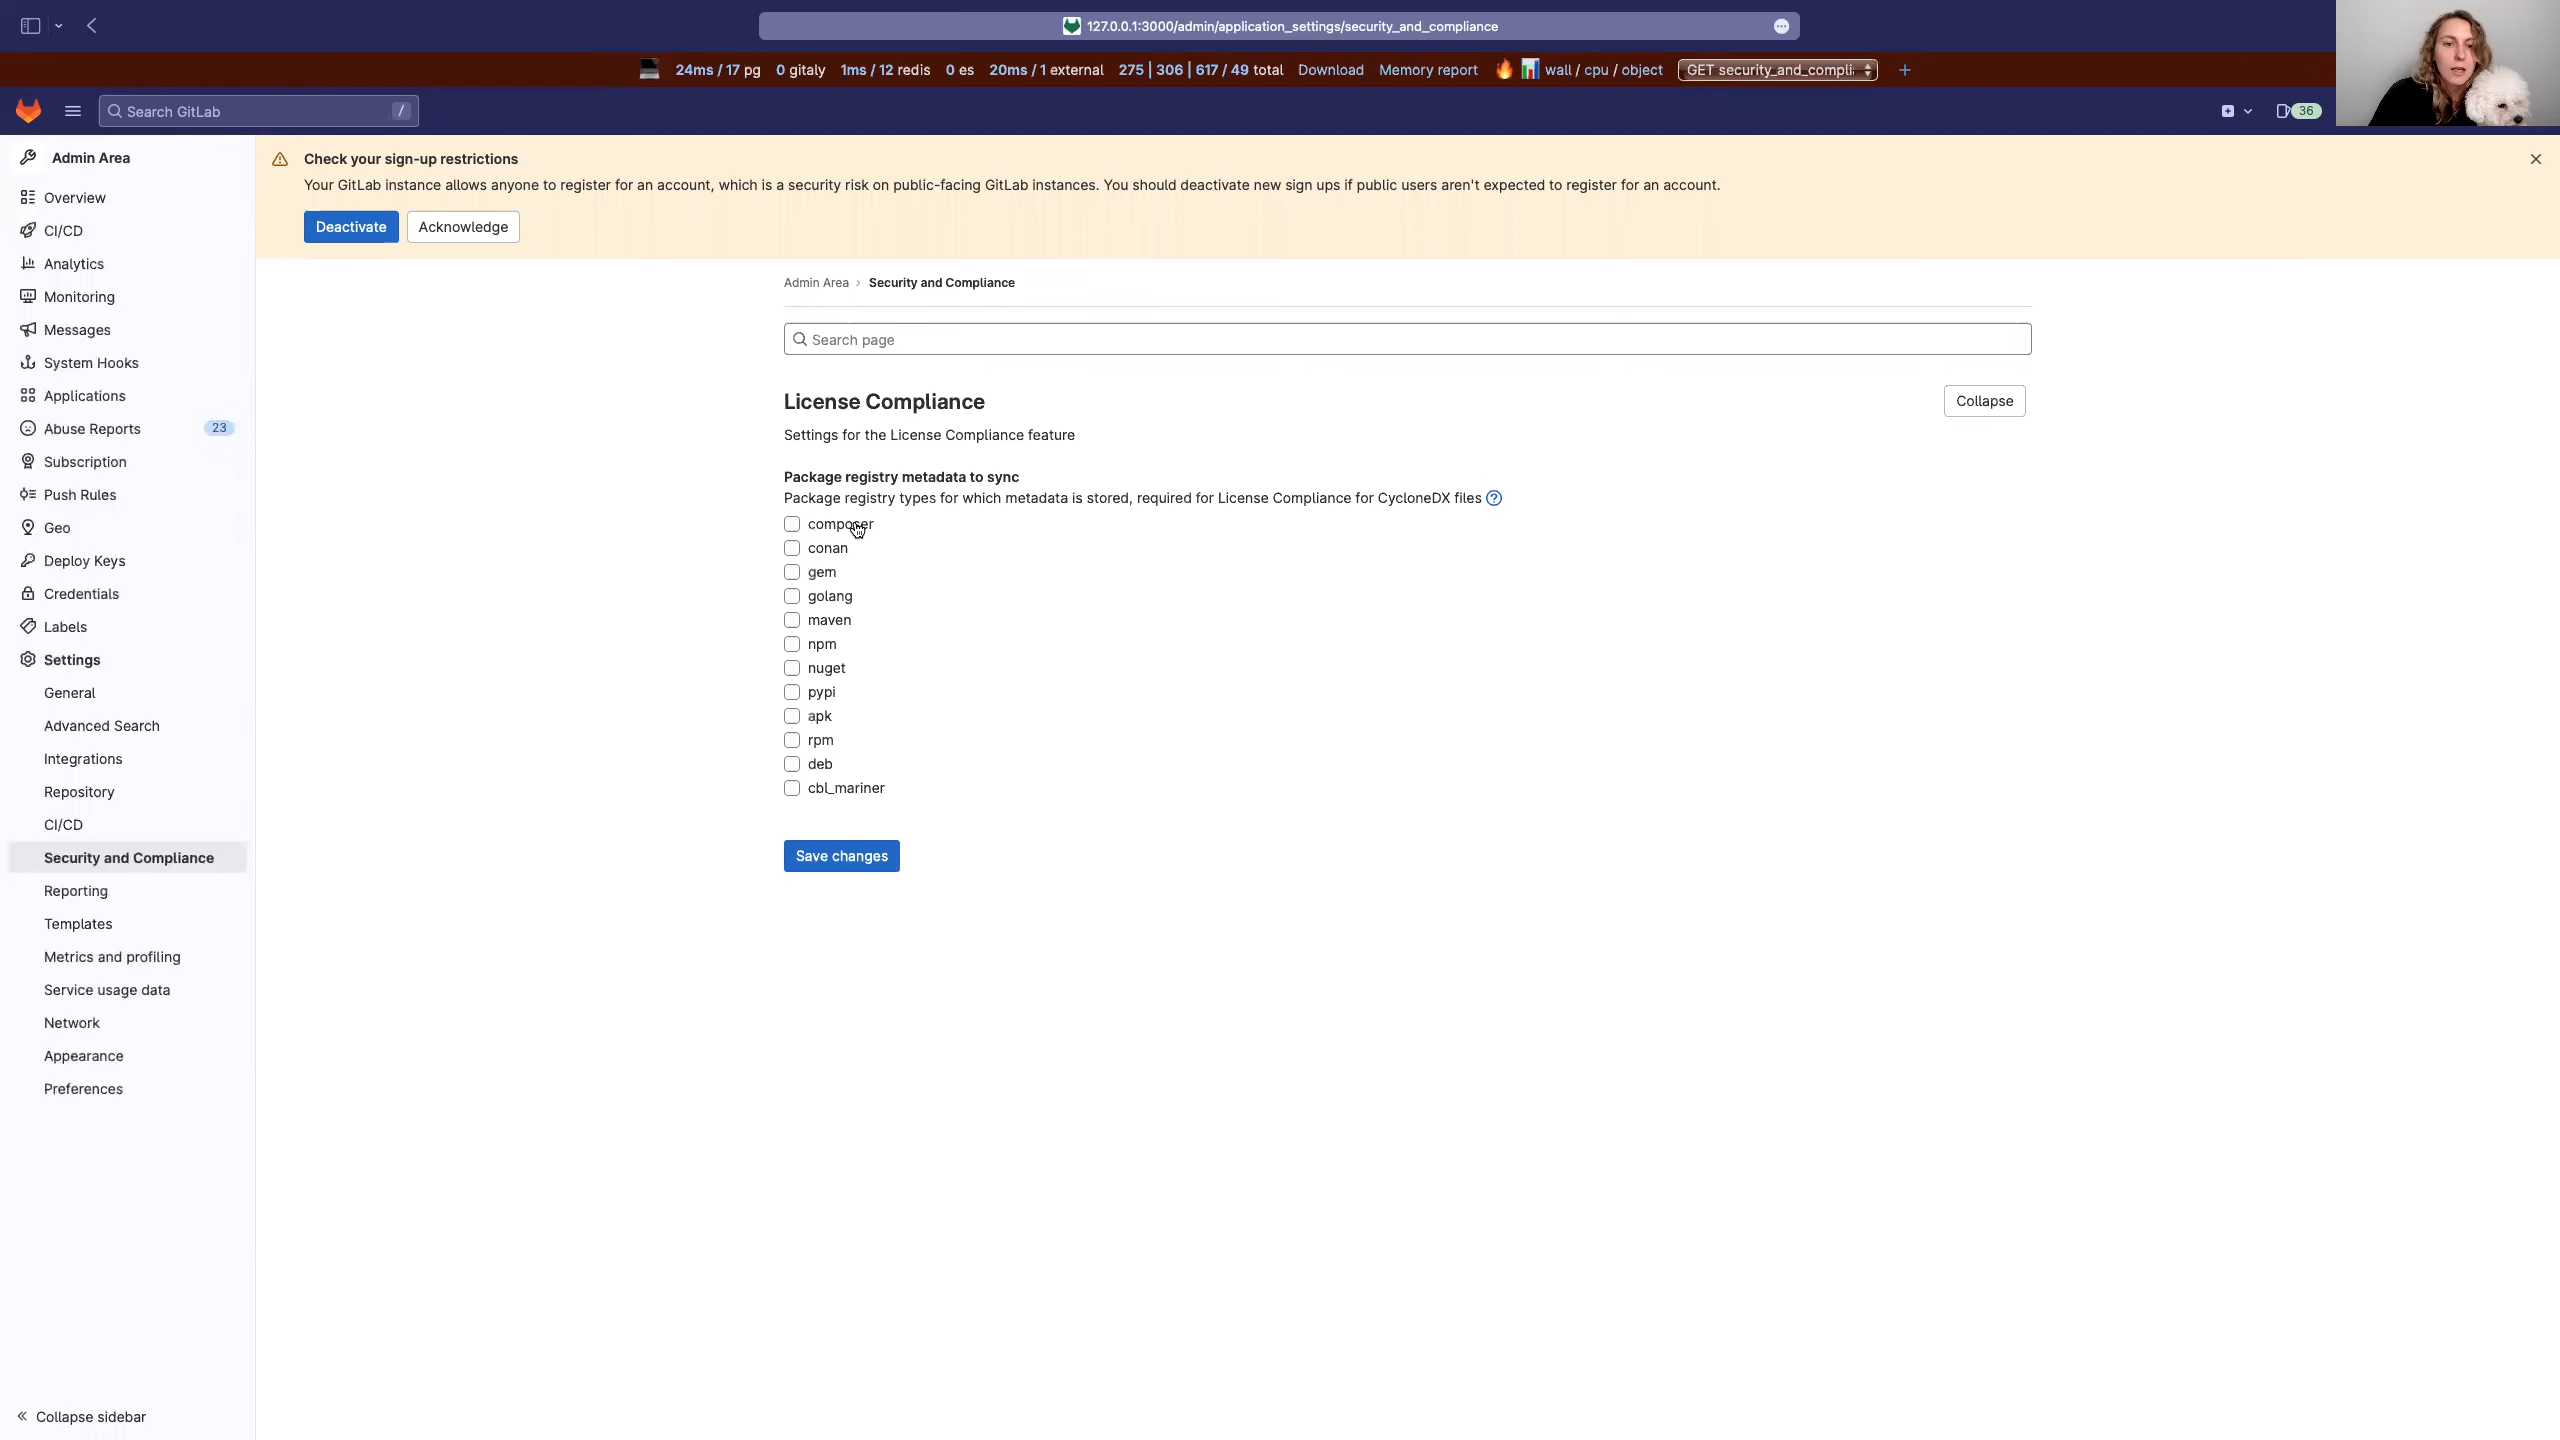 127.0.0.1:3000/admin/application_settings/security_and_compliance
24ms / 17 pg 0 gitaly 1ms / 12 redis 0 es 20ms / 1 external 275 | 306 | 617 / 49 total Download Memory report wall / cpu / object GET security_and_compli
Search GitLab /
36
Admin Area
Overview
CI/CD
Analytics
Monitoring
Messages
System Hooks
Applications
Abuse Reports 23
Subscription
Push Rules
Geo
Deploy Keys
Credentials
Labels
Settings
General
Advanced Search
Integrations
Repository
CI/CD
Security and Compliance
Reporting
Templates
Metrics and profiling
Service usage data
Network
Appearance
Preferences
Collapse sidebar
Check your sign-up restrictions
Your GitLab instance allows anyone to register for an account, which is a security risk on public-facing GitLab instances. You should deactivate new sign ups if public users aren't expected to register for an account.
Deactivate Acknowledge
Admin Area › Security and Compliance
Search page
License Compliance
Collapse
Settings for the License Compliance feature
Package registry metadata to sync
Package registry types for which metadata is stored, required for License Compliance for CycloneDX files
composer
conan
gem
golang
maven
npm
nuget
pypi
apk
rpm
deb
cbl_mariner
Save changes